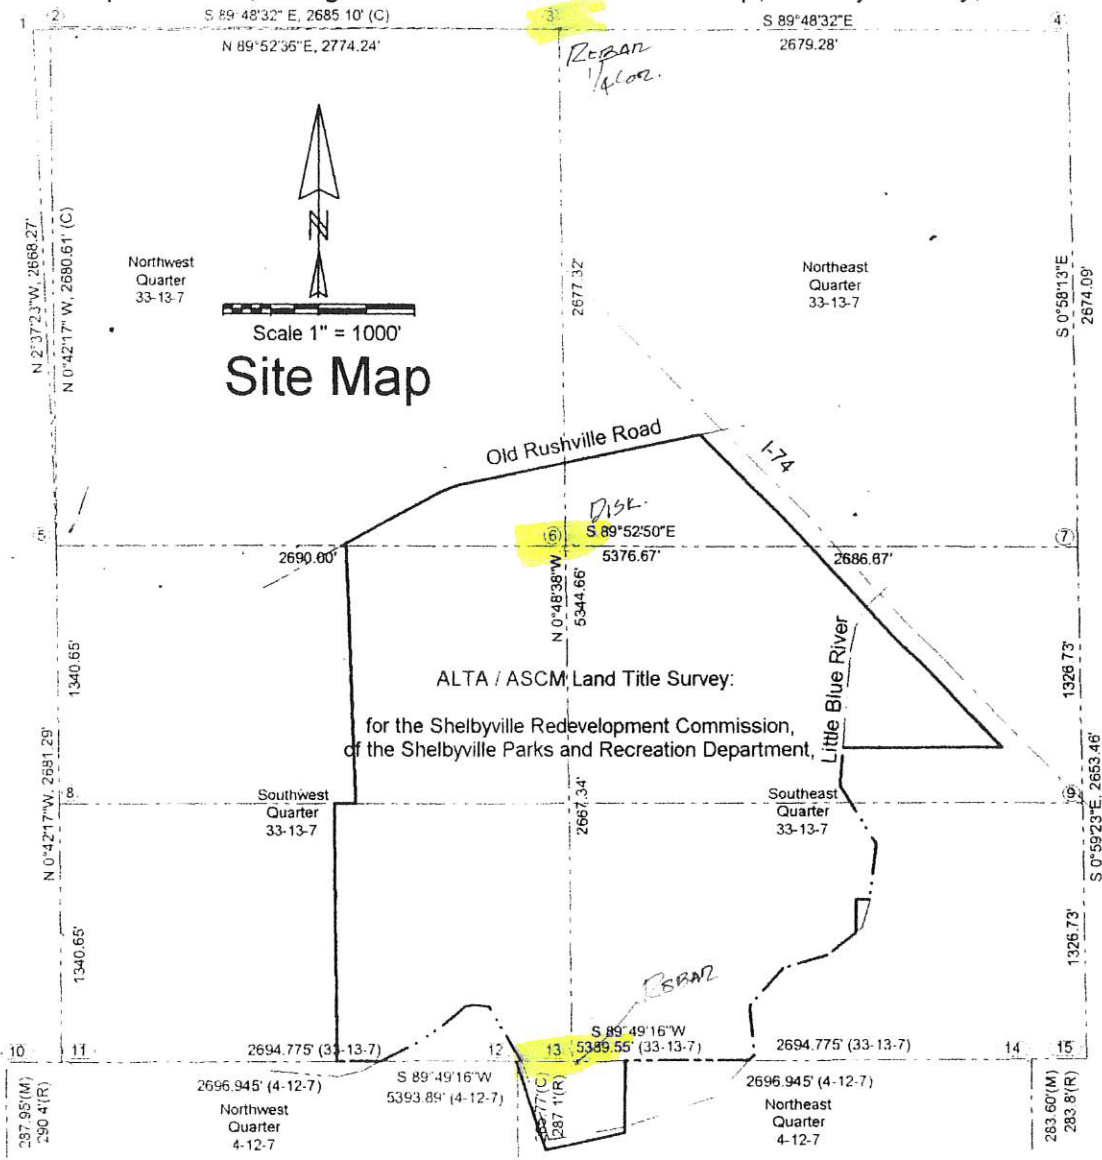 1
2
S 89°48'32" E, 2685.10' (C)
3
S 89°48'32"E
4
N 89°52'36"E, 2774.24'
2679.28'
REBAR
1/4 COR.
N 2°37'23"W, 2668.27'
N 0°42'17" W, 2680.61' (C)
Northwest
Quarter
33-13-7
N
Scale 1" = 1000'
Site Map
2677.32'
Northeast
Quarter
33-13-7
S 0°58'13"E
2674.09'
Old Rushville Road
I-74
DISK.
5
6
S 89°52'50"E
7
2690.00'
5376.67'
2686.67'
N 0°48'38"W
5344.66'
1340.65'
ALTA / ASCM Land Title Survey:
for the Shelbyville Redevelopment Commission,
of the Shelbyville Parks and Recreation Department,
Little Blue River
1326.73'
N 0°42'17"W, 2681.29'
8
Southwest
Quarter
33-13-7
2667.34'
Southeast
Quarter
33-13-7
9
S 0°59'23"E, 2653.46'
1340.65'
1326.73'
REBAR
10
11
2694.775' (33-13-7)
12
13
S 89°49'16"W
5389.55' (33-13-7)
2694.775' (33-13-7)
14
15
2696.945' (4-12-7)
S 89°49'16"W
5393.89' (4-12-7)
2696.945' (4-12-7)
287.95'(M)
290.4'(R)
Northwest
Quarter
4-12-7
287.1'(R)
Northeast
Quarter
4-12-7
283.60'(M)
283.8'(R)